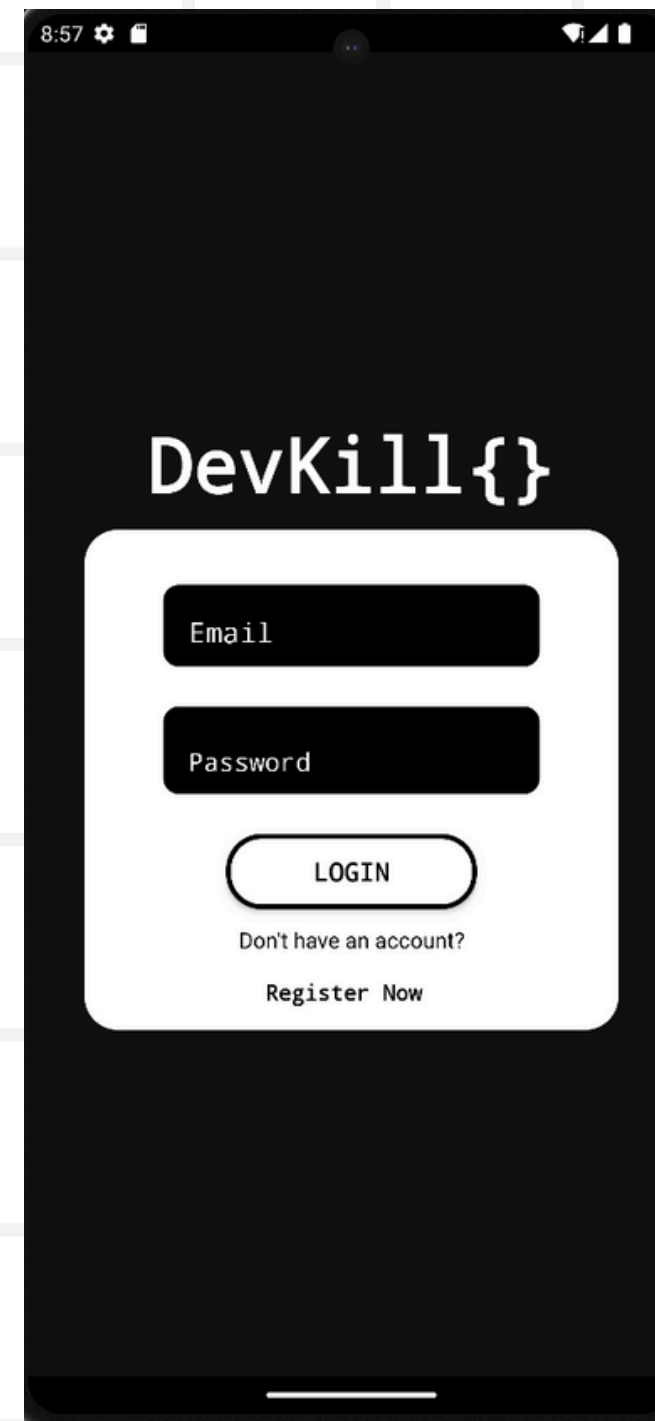 8:57
DevKill{}
Email
Password
LOGIN
Don't have an account?
Register Now